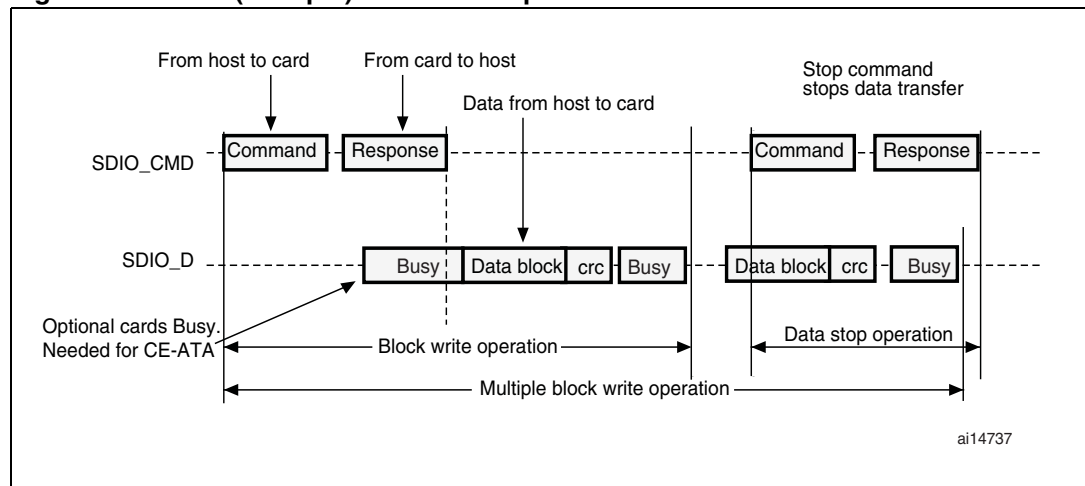 From host to card
From card to host
Data from host to card
Stop command
stops data transfer
SDIO_CMD
Command
Response
Command
Response
SDIO_D
Busy
Data block
crc
Busy
Data block
crc
Busy
Optional cards Busy.
Needed for CE-ATA
Block write operation
Data stop operation
Multiple block write operation
ai14737